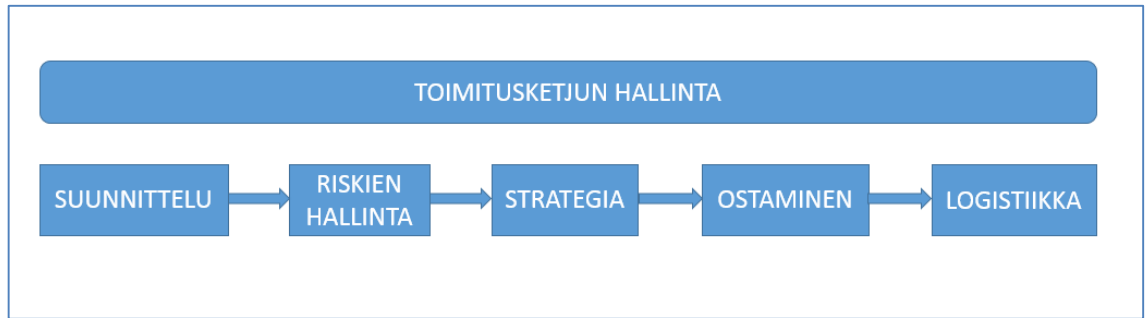 TOIMITUSKETJUN HALLINTA
SUUNNITTELU
RISKIEN
HALLINTA
STRATEGIA
OSTAMINEN
LOGISTIIKKA